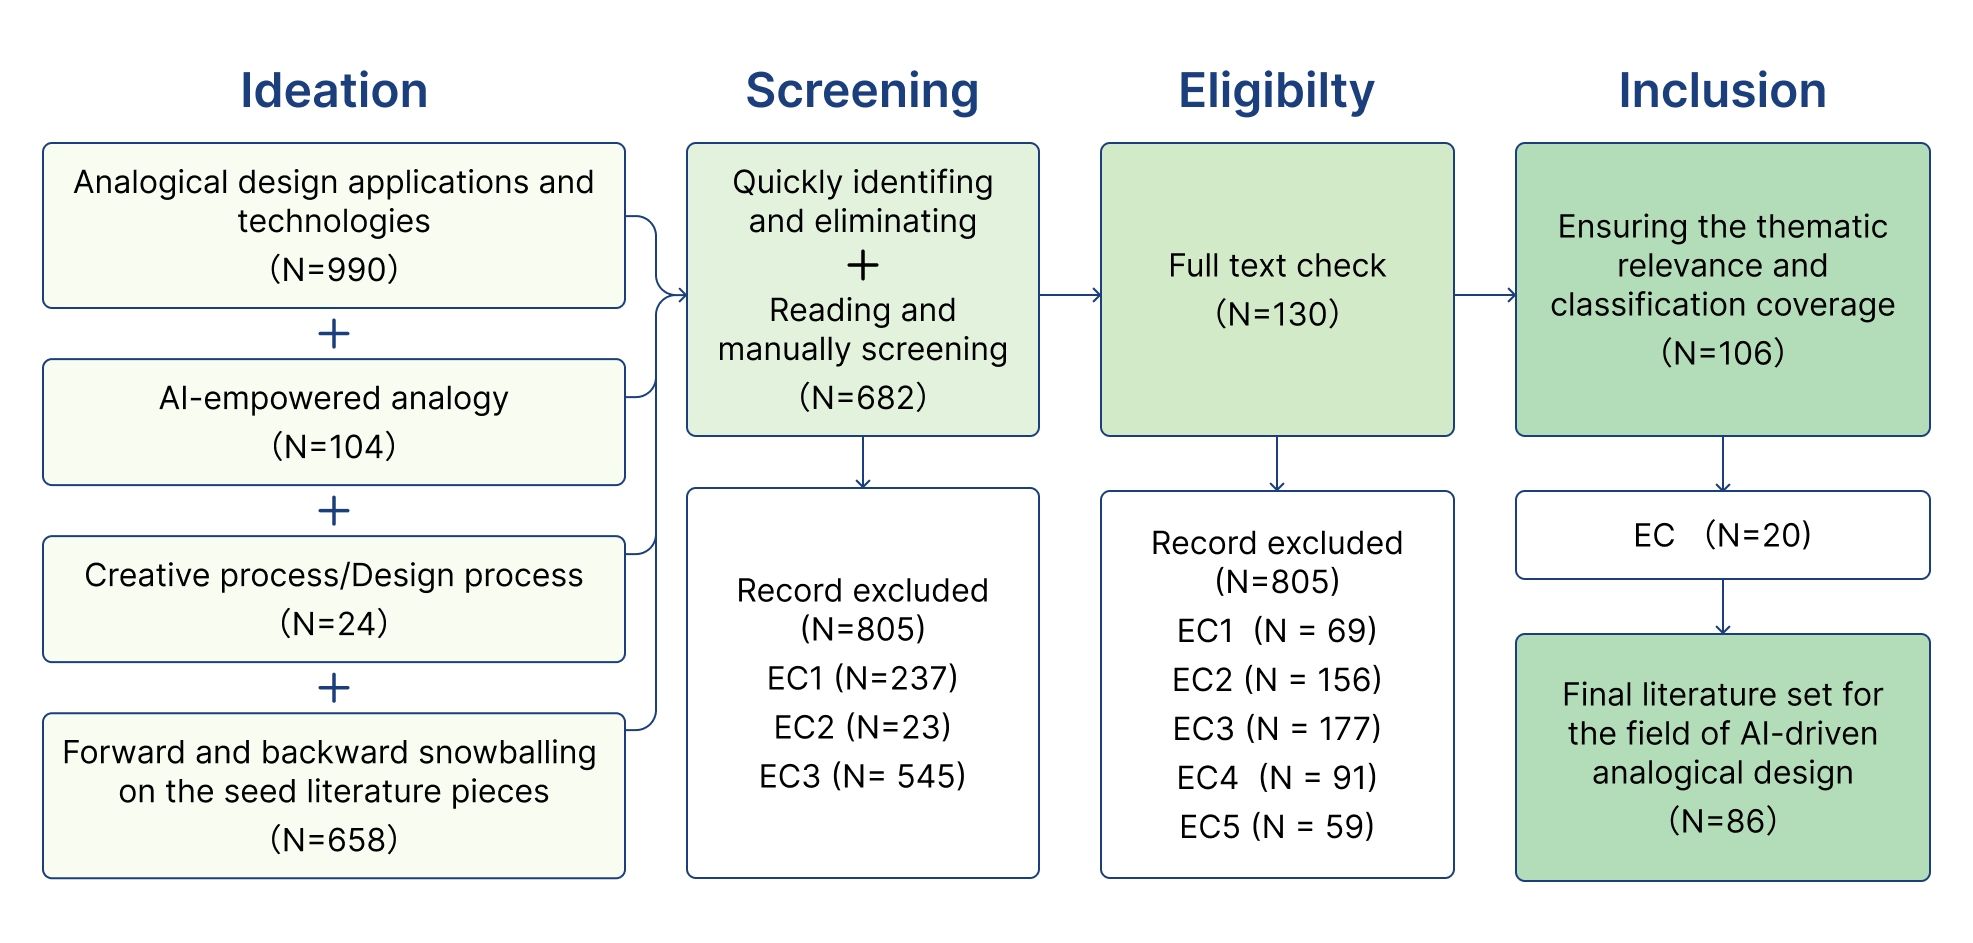 Ideation
Analogical design applications and
technologies
（N=990）
+
AI-empowered analogy
（N=104）
+
Creative process/Design process
（N=24）
+
Forward and backward snowballing
on the seed literature pieces
（N=658）
Screening
Quickly identifing
and eliminating
+
Reading and
manually screening
（N=682）
Record excluded
(N=805)
EC1 (N=237)
EC2 (N=23)
EC3 (N= 545)
Eligibilty
Full text check
（N=130）
Record excluded
(N=805)
EC1  (N = 69)
EC2 (N = 156)
EC3 (N = 177)
EC4  (N = 91)
EC5 (N = 59)
Inclusion
Ensuring the thematic
relevance and
classification coverage
（N=106）
EC （N=20)
Final literature set for
the field of AI-driven
analogical design
（N=86）